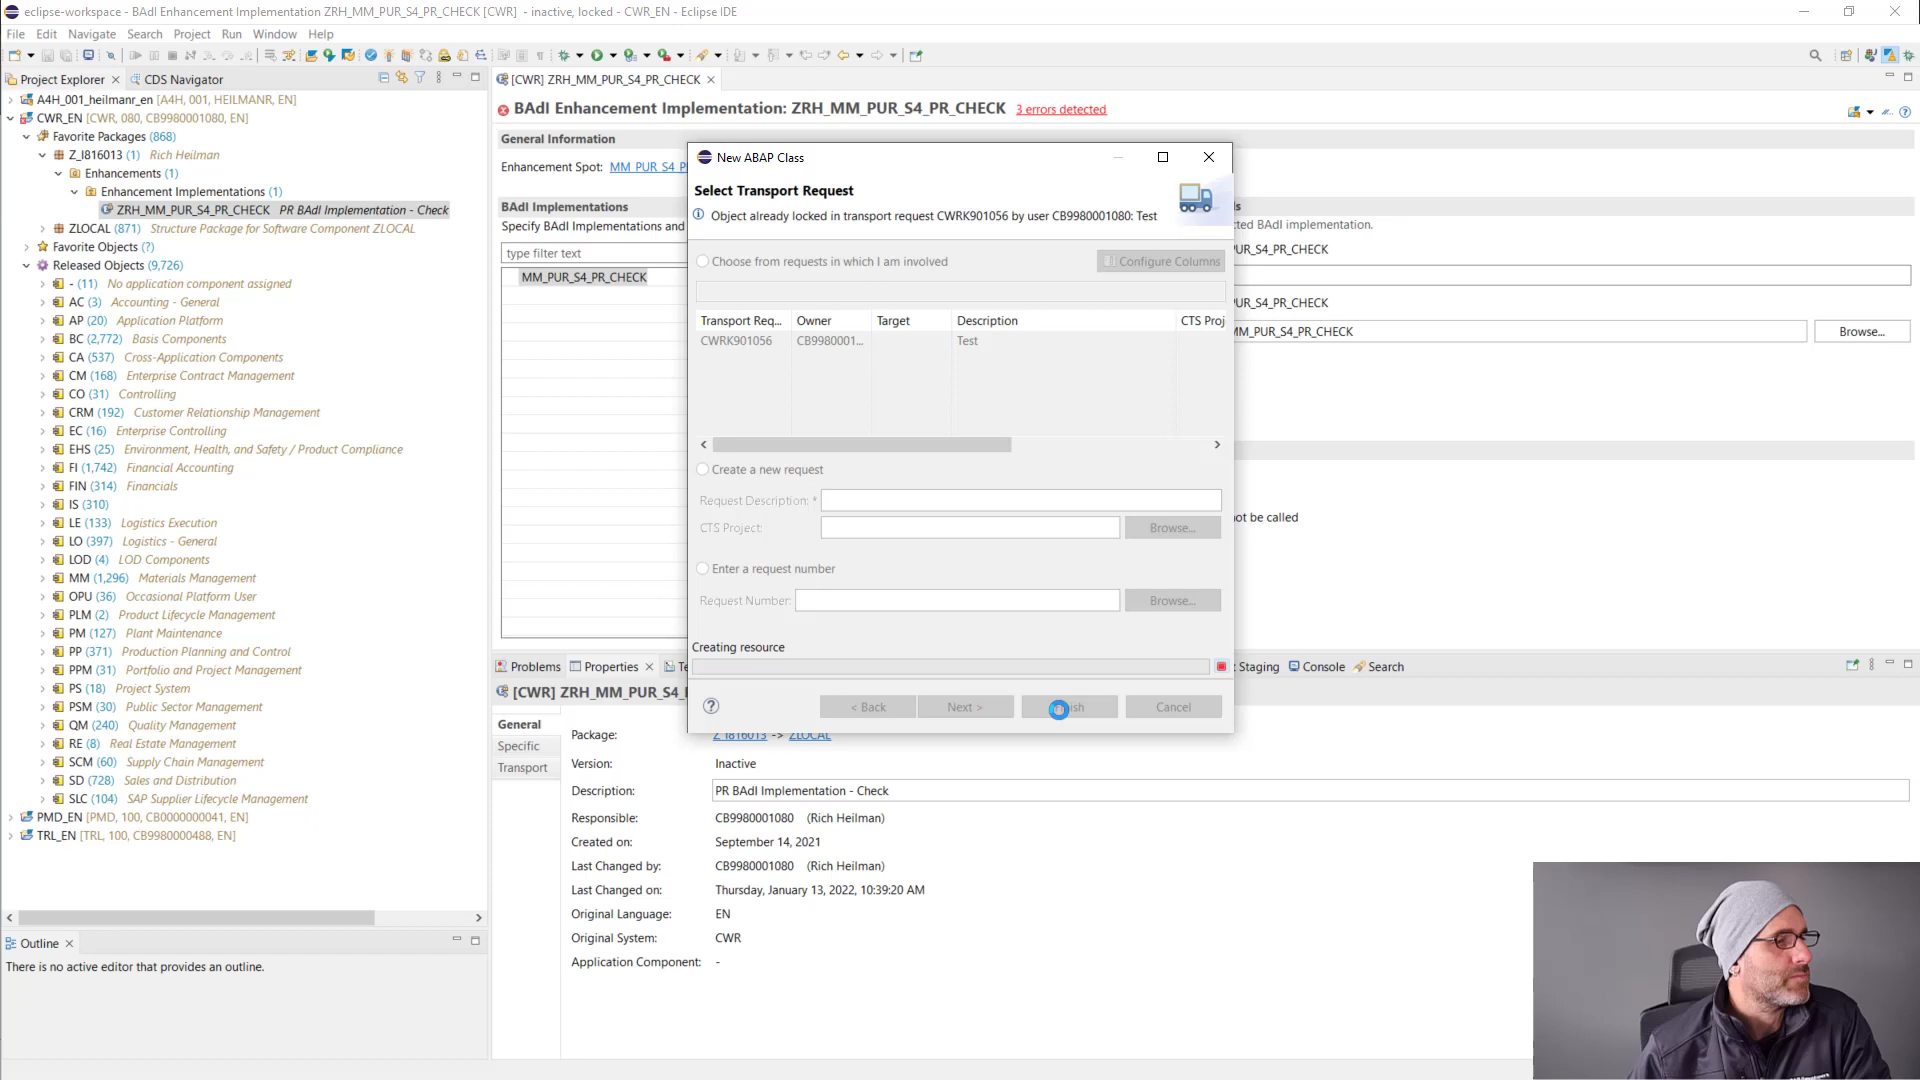 eclipse-workspace - BAdI Enhancement Implementation ZRH_MM_PUR_S4_PR_CHECK [CWR] - inactive, locked - CWR_EN - Eclipse IDE
File Edit Navigate Search Project Run Window Help
Project Explorer CDS Navigator
A4H_001_heilmanr_en [A4H, 001, HEILMANR, EN]
CWR_EN [CWR, 080, CB9980001080, EN]
Favorite Packages (868)
Z_I816013 (1) Rich Heilman
Enhancements (1)
Enhancement Implementations (1)
ZRH_MM_PUR_S4_PR_CHECK PR BAdI Implementation - Check
ZLOCAL (871) Structure Package for Software Component ZLOCAL
Favorite Objects (?)
Released Objects (9,726)
- (11) No application component assigned
AC (3) Accounting - General
AP (20) Application Platform
BC (2,772) Basis Components
CA (537) Cross-Application Components
CM (168) Enterprise Contract Management
CO (31) Controlling
CRM (192) Customer Relationship Management
EC (16) Enterprise Controlling
EHS (25) Environment, Health, and Safety / Product Compliance
FI (1,742) Financial Accounting
FIN (314) Financials
IS (310)
LE (133) Logistics Execution
LO (397) Logistics - General
LOD (4) LOD Components
MM (1,296) Materials Management
OPU (36) Occasional Platform User
PLM (2) Product Lifecycle Management
PM (127) Plant Maintenance
PP (371) Production Planning and Control
PPM (31) Portfolio and Project Management
PS (18) Project System
PSM (30) Public Sector Management
QM (240) Quality Management
RE (8) Real Estate Management
SCM (60) Supply Chain Management
SD (728) Sales and Distribution
SLC (104) SAP Supplier Lifecycle Management
PMD_EN [PMD, 100, CB0000000041, EN]
TRL_EN [TRL, 100, CB9980000488, EN]
Outline
There is no active editor that provides an outline.
[CWR] ZRH_MM_PUR_S4_PR_CHECK
BAdI Enhancement Implementation: ZRH_MM_PUR_S4_PR_CHECK 3 errors detected
General Information
Enhancement Spot: MM_PUR_S4_P
BAdI Implementations
Specify BAdI Implementations and
type filter text
MM_PUR_S4_PR_CHECK
ls
cted BAdI implementation.
UR_S4_PR_CHECK
UR_S4_PR_CHECK
MM_PUR_S4_PR_CHECK Browse...
not be called
New ABAP Class
Select Transport Request
Object already locked in transport request CWRK901056 by user CB9980001080: Test
Choose from requests in which I am involved Configure Columns
Transport Req... Owner Target Description CTS Proj
CWRK901056 CB9980001... Test
Create a new request
Request Description: *
CTS Project: Browse...
Enter a request number
Request Number: Browse...
Creating resource
< Back Next > Finish Cancel
Problems Properties Te Staging Console Search
[CWR] ZRH_MM_PUR_S4_
General
Specific
Transport
Package: Z_I816013 -> ZLOCAL
Version: Inactive
Description: PR BAdI Implementation - Check
Responsible: CB9980001080 (Rich Heilman)
Created on: September 14, 2021
Last Changed by: CB9980001080 (Rich Heilman)
Last Changed on: Thursday, January 13, 2022, 10:39:20 AM
Original Language: EN
Original System: CWR
Application Component: -